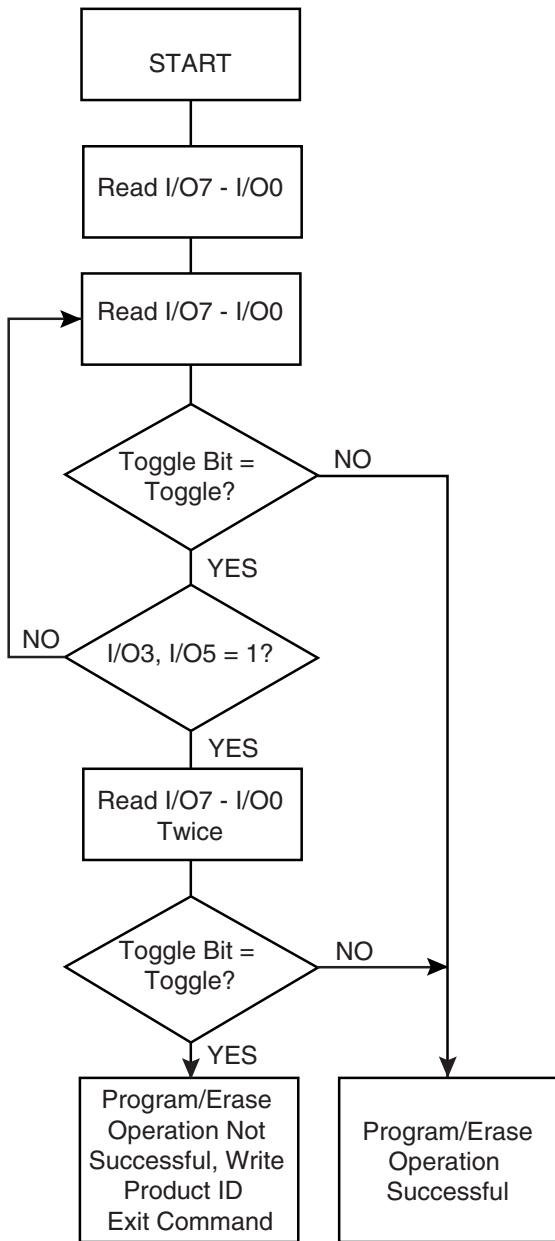 START
Read I/O7 - I/O0
Read I/O7 - I/O0
Toggle Bit =
Toggle?
NO
YES
NO
I/O3, I/O5 = 1?
YES
Read I/O7 - I/O0
Twice
Toggle Bit =
Toggle?
NO
YES
Program/Erase
Operation Not
Successful, Write
Product ID
Exit Command
Program/Erase
Operation
Successful